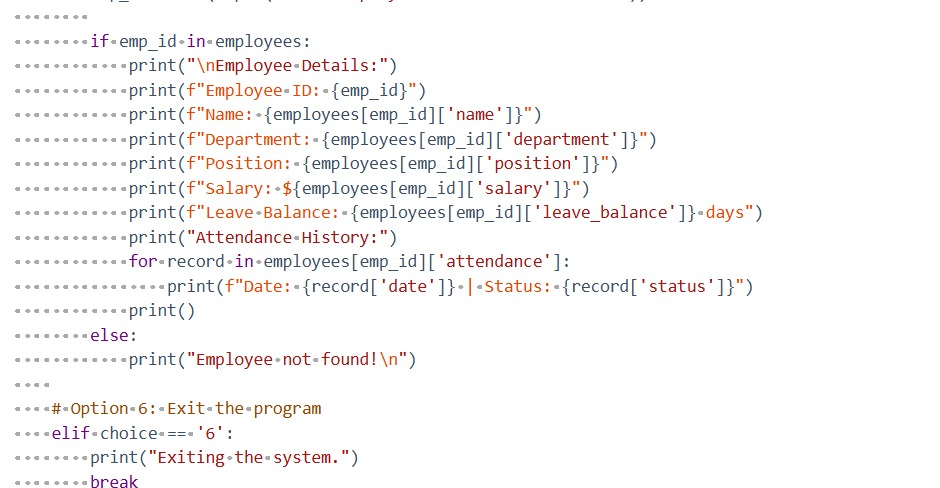 if emp_id in employees:
            print("\nEmployee Details:")
            print(f"Employee ID: {emp_id}")
            print(f"Name: {employees[emp_id]['name']}")
            print(f"Department: {employees[emp_id]['department']}")
            print(f"Position: {employees[emp_id]['position']}")
            print(f"Salary: ${employees[emp_id]['salary']}")
            print(f"Leave Balance: {employees[emp_id]['leave_balance']} days")
            print("Attendance History:")
            for record in employees[emp_id]['attendance']:
                print(f"Date: {record['date']} | Status: {record['status']}")
            print()
        else:
            print("Employee not found!\n")
    # Option 6: Exit the program
    elif choice == '6':
        print("Exiting the system.")
        break